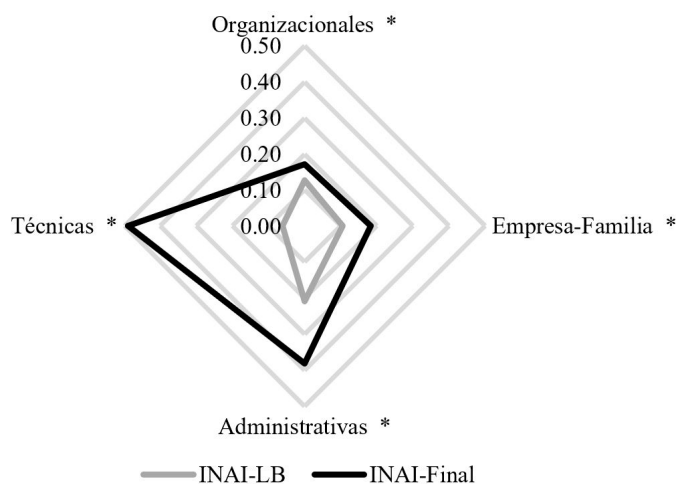 Organizacionales *
0.50
0.40
0.30
0.20
0.10
0.00
Técnicas *
Empresa-Familia *
Administrativas *
INAI-LB
INAI-Final